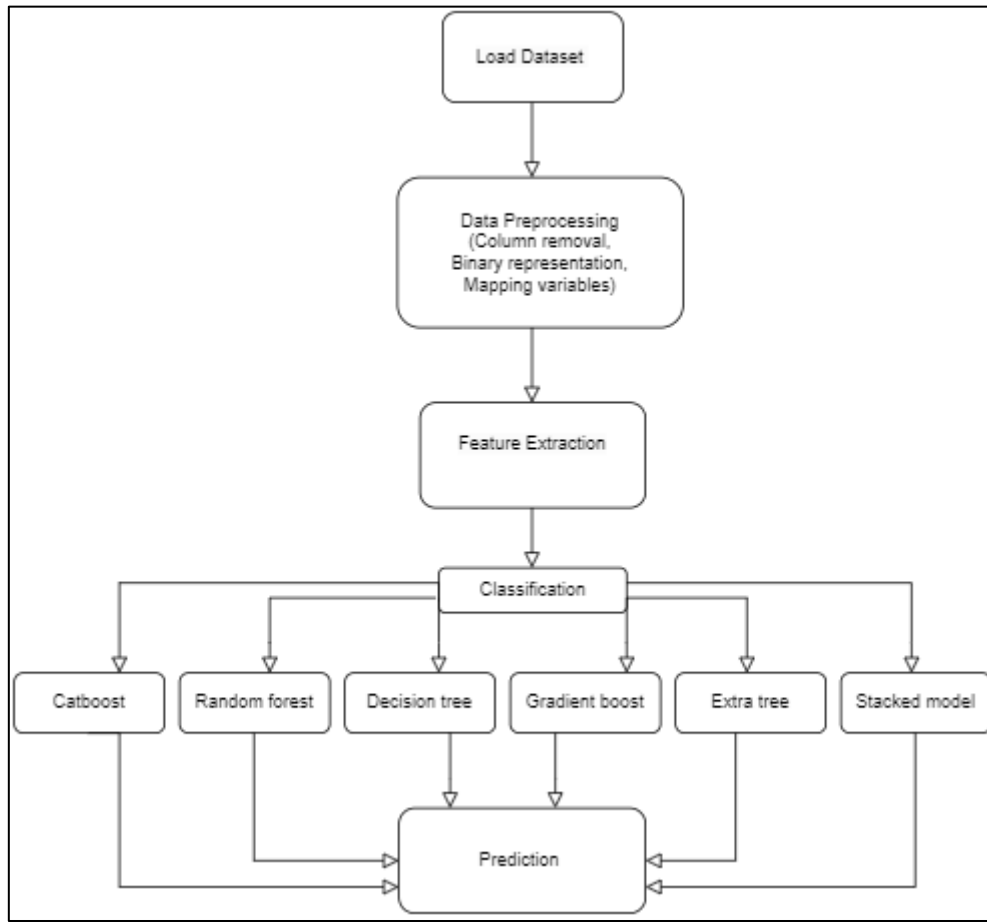 Load Dataset
Data Preprocessing
(Column removal,
Binary representation,
Mapping variables)
Feature Extraction
Classification
Catboost
Random forest
Decision tree
Gradient boost
Extra tree
Stacked model
Prediction